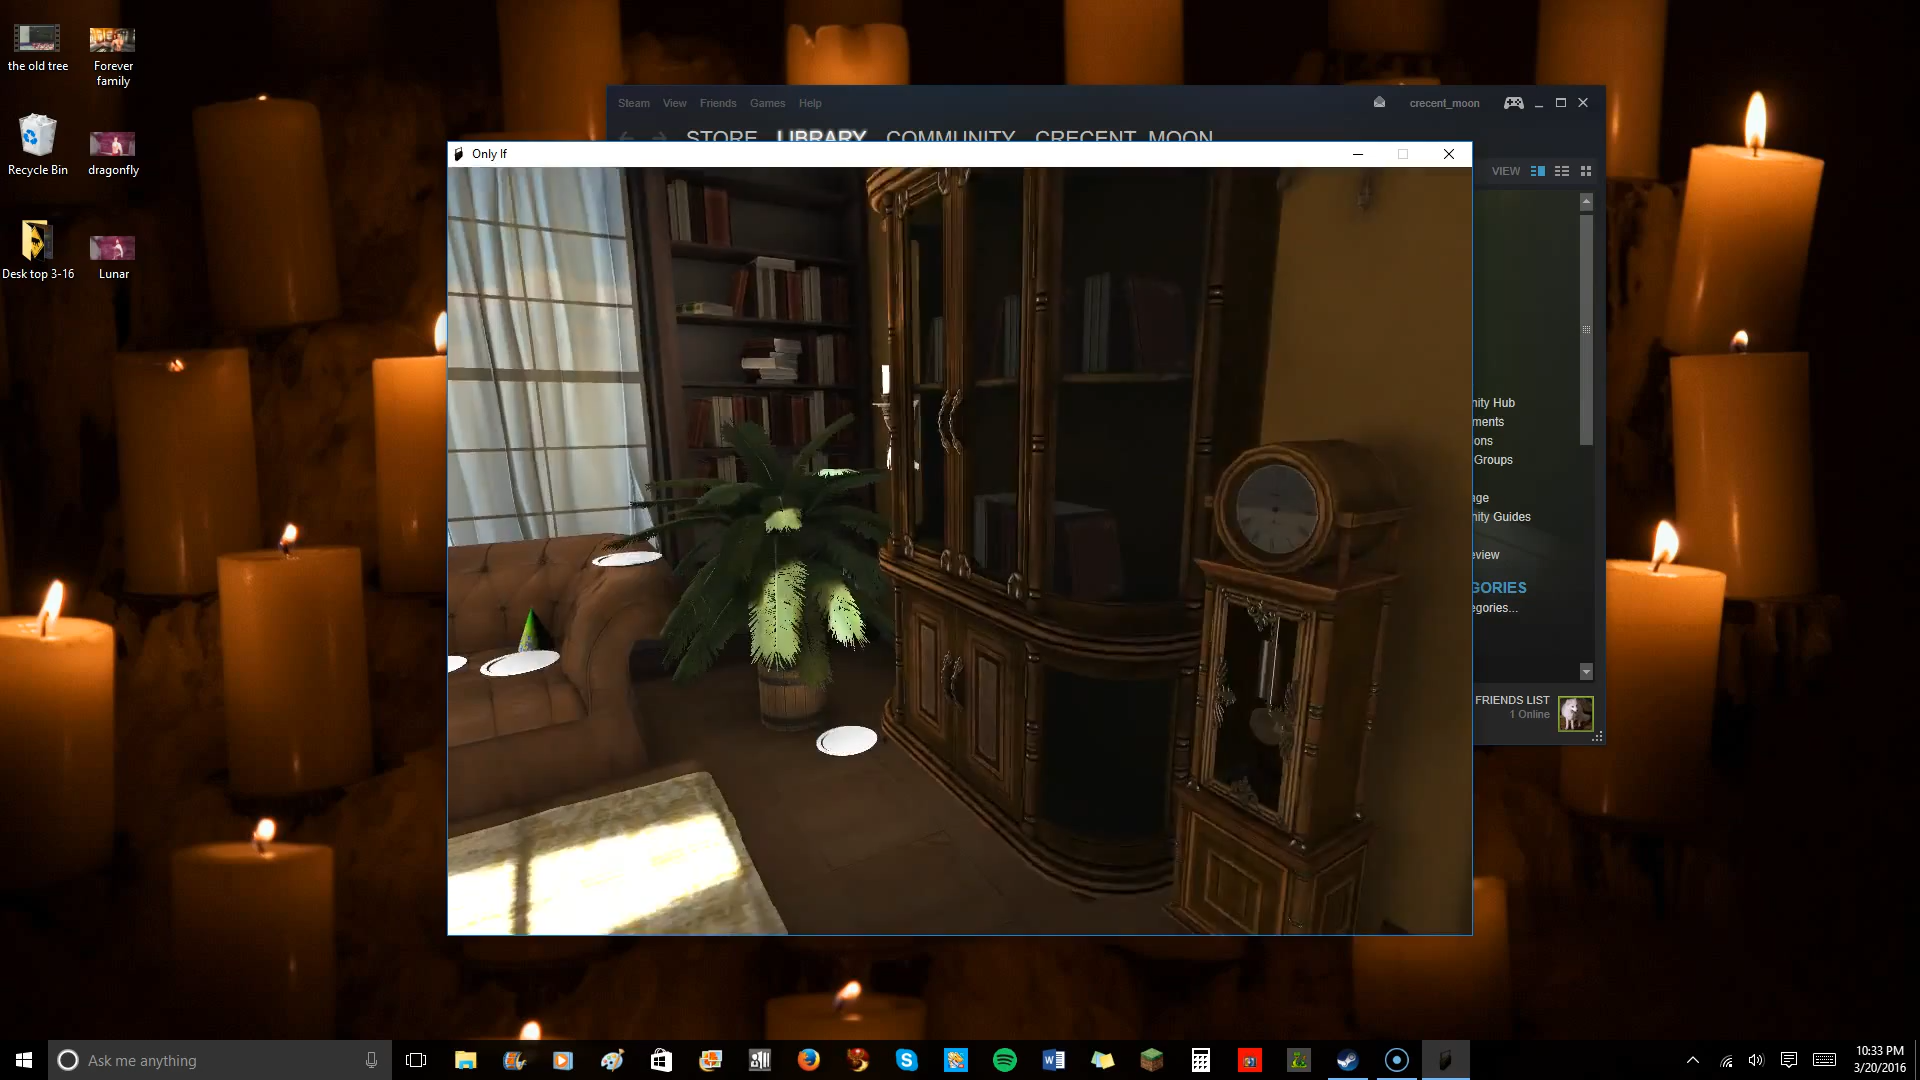 the old tree
Forever
family
Recycle Bin
dragonfly
Desk top 3-16
Lunar
Steam View Friends Games Help
crecent_moon
STORE LIBRARY COMMUNITY CRECENT_MOON
Only If
VIEW
nity Hub
ments
ons
Groups
age
nity Guides
eview
GORIES
egories...
FRIENDS LIST
1 Online
Ask me anything
10:33 PM
3/20/2016